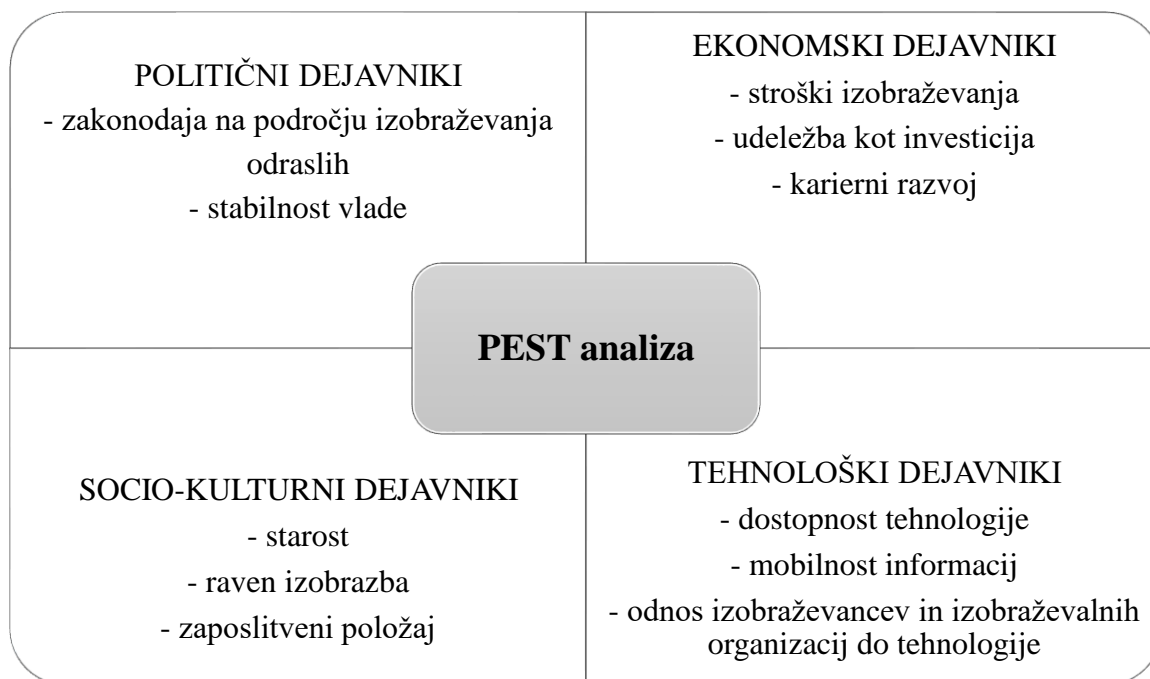 POLITIČNI DEJAVNIKI
- zakonodaja na področju izobraževanja
odraslih
- stabilnost vlade
EKONOMSKI DEJAVNIKI
- stroški izobraževanja
- udeležba kot investicija
- karierni razvoj
PEST analiza
SOCIO-KULTURNI DEJAVNIKI
- starost
- raven izobrazba
- zaposlitveni položaj
TEHNOLOŠKI DEJAVNIKI
- dostopnost tehnologije
- mobilnost informacij
- odnos izobraževancev in izobraževalnih
organizacij do tehnologije